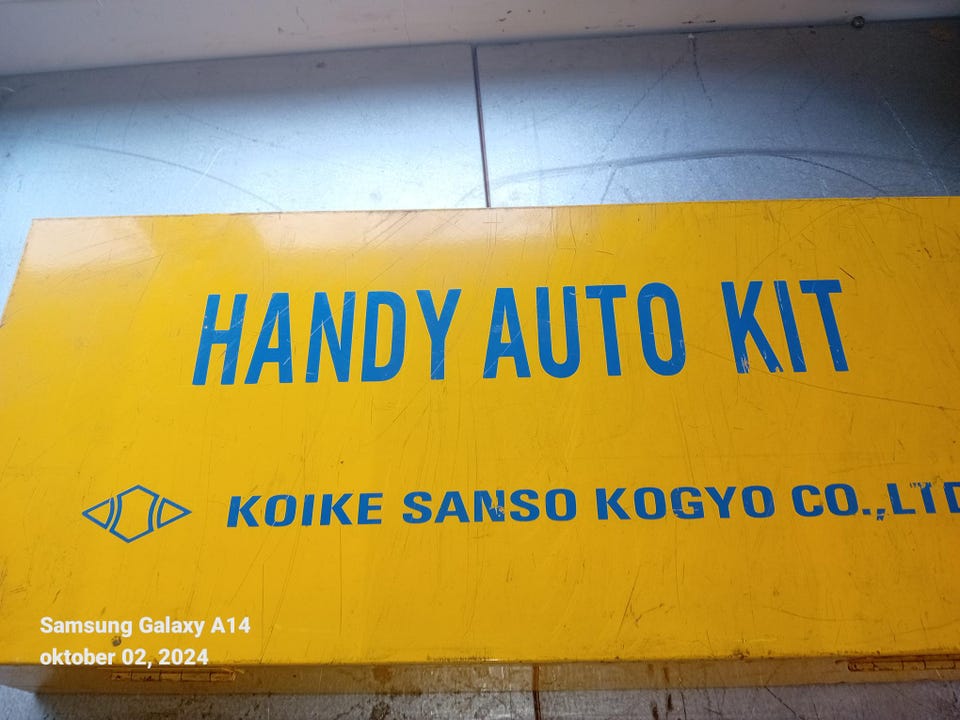 HANDY AUTO KIT
KOIKE SANSO KOGYO CO.,LTD
Samsung Galaxy A14
oktober 02, 2024